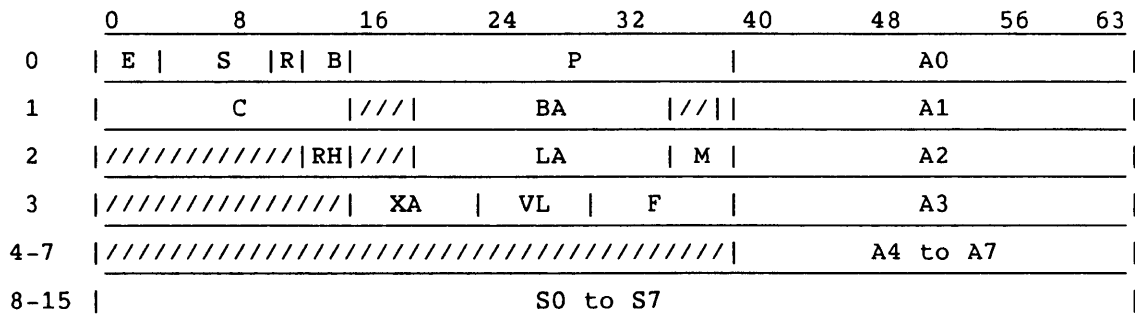 0 8 16 24 32 40 48 56 63
0 | E | S |R| B| P | A0 |
1 | C |///| BA |//|| A1 |
2 |////////////|RH|///| LA | M | A2 |
3 |///////////////| XA | VL | F | A3 |
4-7 |///////////////////////////////////////| A4 to A7
8-15 | S0 to S7 |